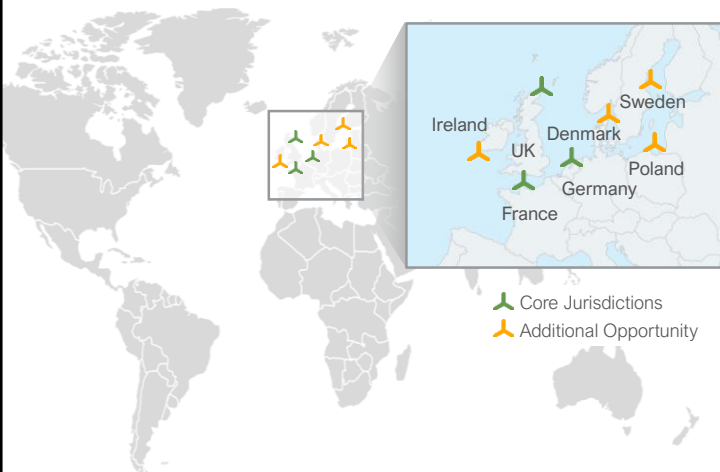 Sweden
Ireland
Denmark
UK
Poland
Germany
France
Core Jurisdictions
Additional Opportunity